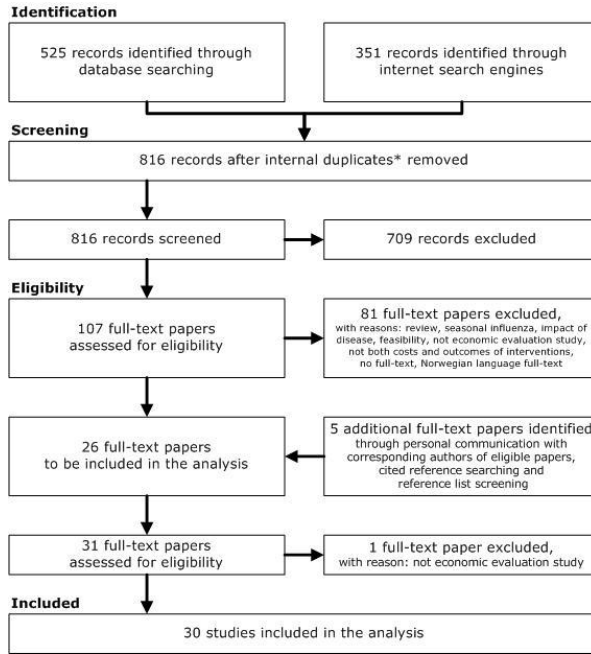 Identification
525 records identified through
database searching
351 records identified through
internet search engines
Screening
816 records after internal duplicates* removed
816 records screened
709 records excluded
Eligibility
107 full-text papers
assessed for eligibility
81 full-text papers excluded,
with reasons: review, seasonal influenza, impact of
disease, feasibility, not economic evaluation study,
not both costs and outcomes of interventions,
no full-text, Norwegian language full-text
26 full-text papers
to be included in the analysis
5 additional full-text papers identified
through personal communication with
corresponding authors of eligible papers,
cited reference searching and
reference list screening
31 full-text papers
assessed for eligibility
1 full-text paper excluded,
with reason: not economic evaluation study
Included
30 studies included in the analysis